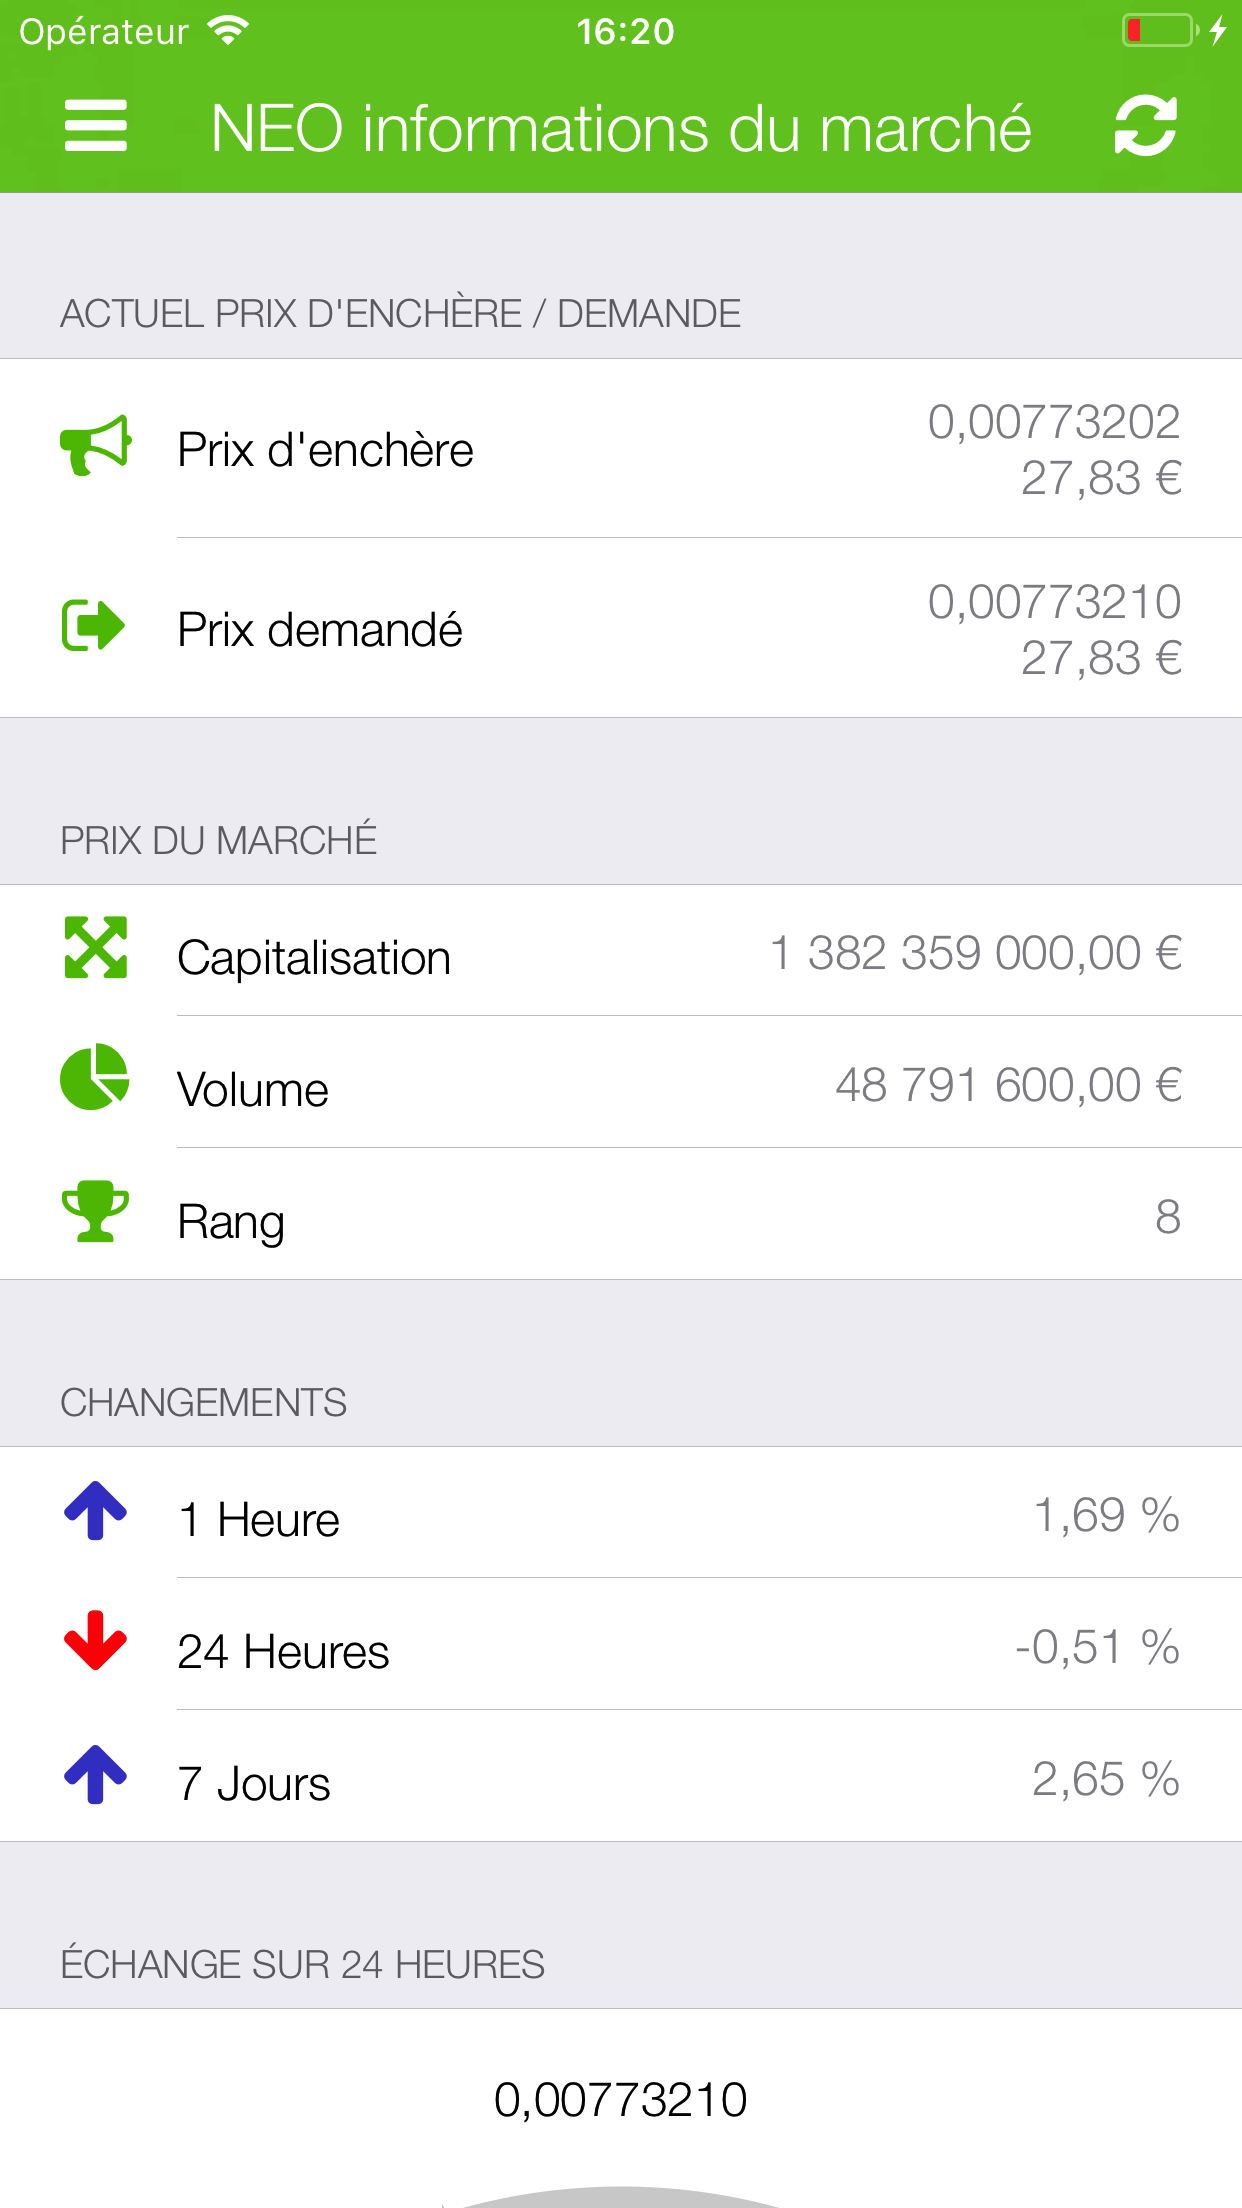 Opérateur 16:20
NEO informations du marché
ACTUEL PRIX D'ENCHÈRE / DEMANDE
Prix d'enchère 0,00773202
27,83 €
Prix demandé 0,00773210
27,83 €
PRIX DU MARCHÉ
Capitalisation 1 382 359 000,00 €
Volume 48 791 600,00 €
Rang 8
CHANGEMENTS
1 Heure 1,69 %
24 Heures -0,51 %
7 Jours 2,65 %
ÉCHANGE SUR 24 HEURES
0,00773210